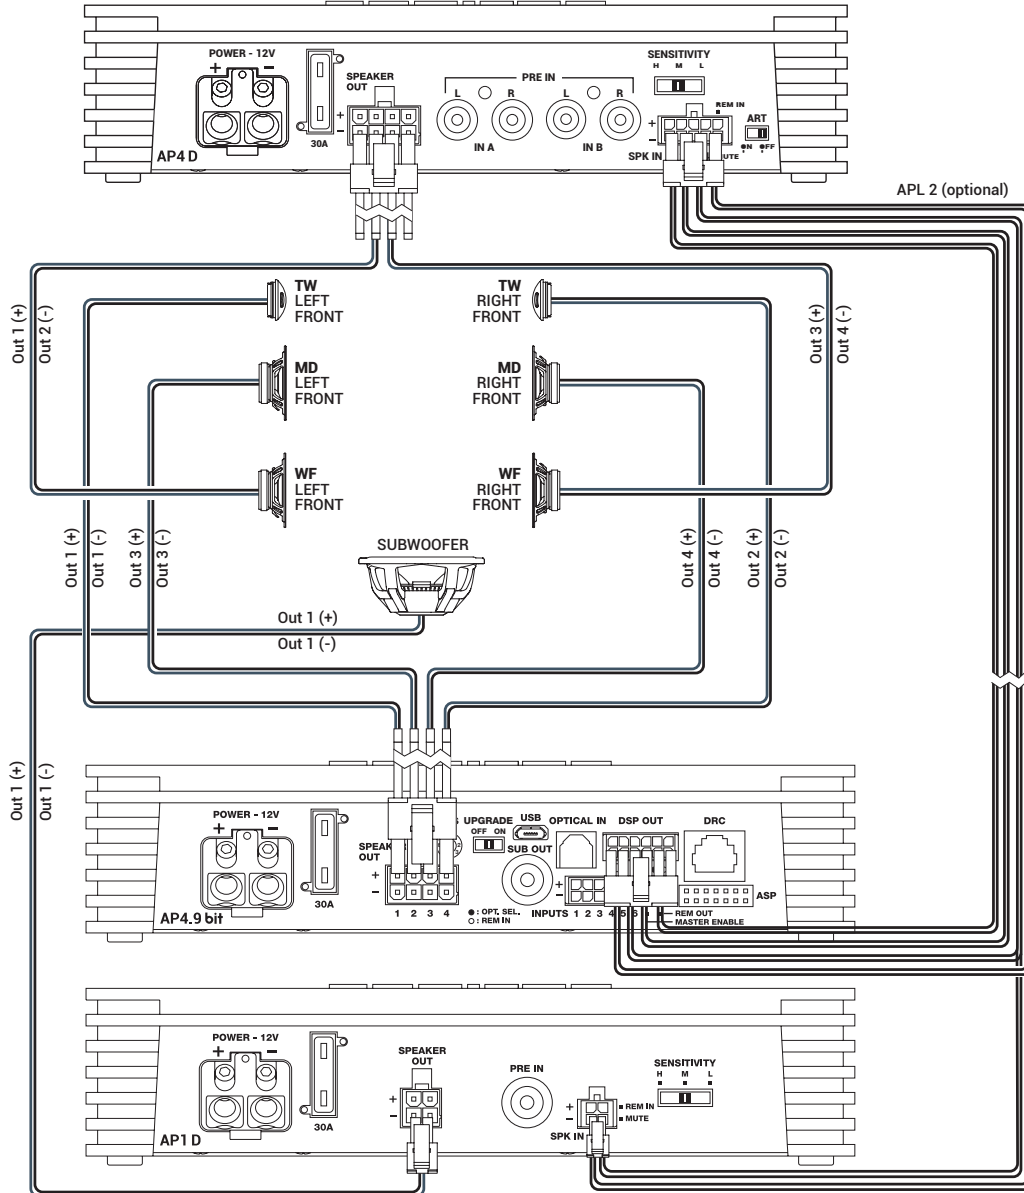 POWER - 12V
+ −
30A
SPEAKER
OUT
+
−
PRE IN
L R L R
IN A IN B
SENSITIVITY
H M L
REM IN
+
−
SPK IN
UTE
ART
ON OFF
AP4 D
APL 2 (optional)
Out 1 (+)
Out 2 (-)
TW
LEFT
FRONT
TW
RIGHT
FRONT
Out 3 (+)
Out 4 (-)
MD
LEFT
FRONT
MD
RIGHT
FRONT
WF
LEFT
FRONT
WF
RIGHT
FRONT
Out 1 (+)
Out 1 (-)
Out 3 (+)
Out 3 (-)
SUBWOOFER
Out 4 (+)
Out 4 (-)
Out 2 (+)
Out 2 (-)
Out 1 (+)
Out 1 (-)
Out 1 (+)
Out 1 (-)
POWER - 12V
+ −
30A
SPEAK
OUT
+
−
1 2 3 4
S UPGRADE
OFF ON
USB
OPTICAL IN
DSP OUT
DRC
SUB OUT
+
−
ASP
● : OPT. SEL.
○ : REM IN
INPUTS 1 2 3 4 5 6
REM OUT
MASTER ENABLE
AP4.9 bit
POWER - 12V
+ −
30A
SPEAKER
OUT
+
−
PRE IN
SENSITIVITY
H M L
+
−
REM IN
MUTE
SPK IN
AP1 D